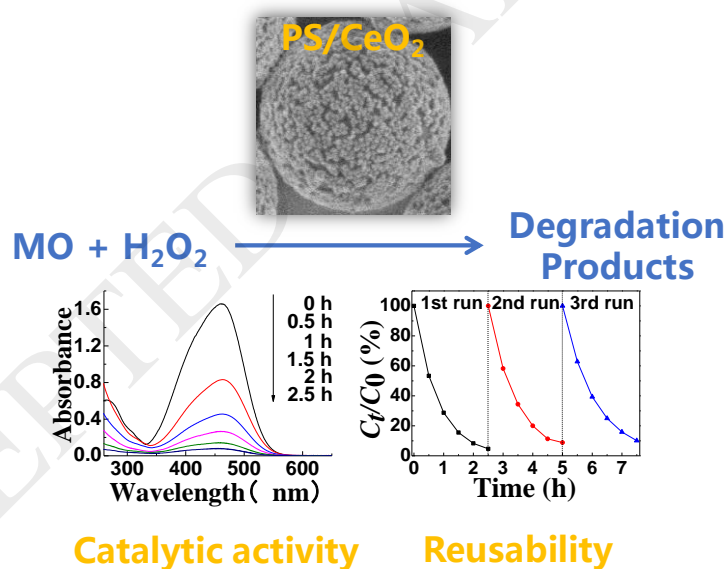 PS/CeO₂
MO + H₂O₂
Degradation
Products
Absorbance
1.6
1.2
0.8
0.4
0.0
300
400
500
600
Wavelength( nm)
0 h
0.5 h
1 h
1.5 h
2 h
2.5 h
Ct/C0 (%)
100
80
60
40
20
0
1st run
2nd run
3rd run
0 1 2 3 4 5 6 7
Time (h)
Catalytic activity
Reusability